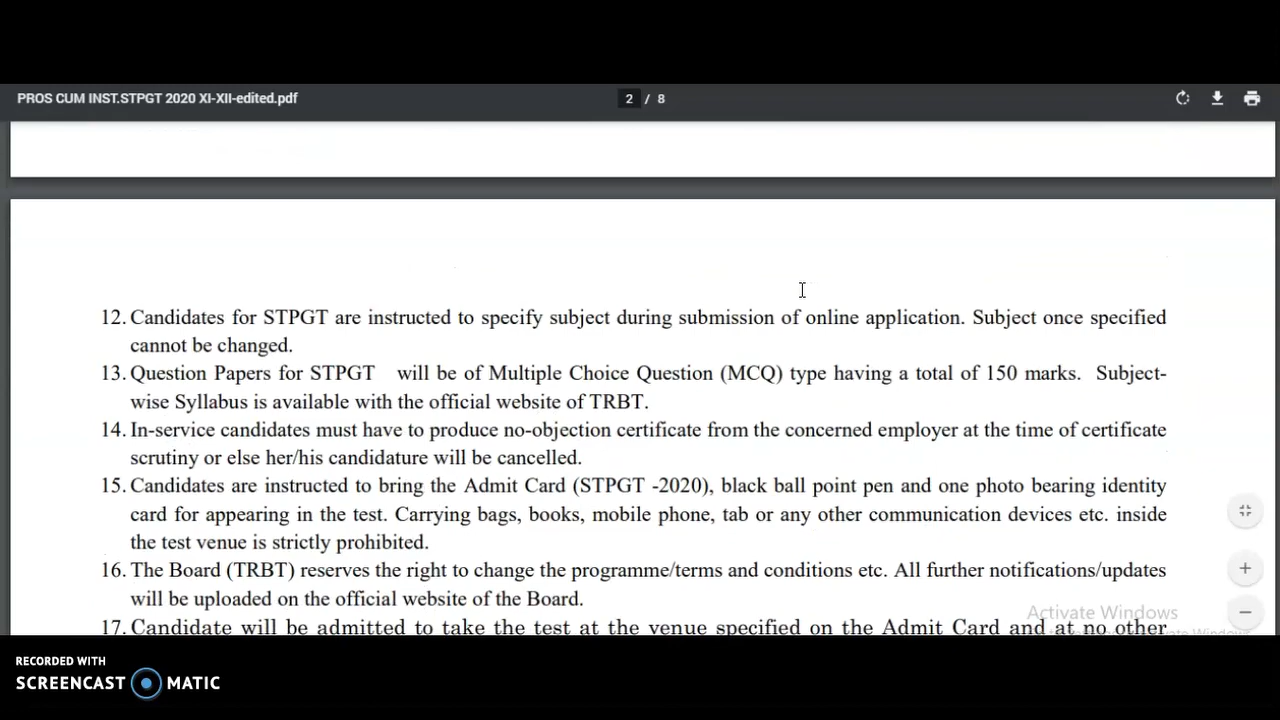 PROS CUM INST.STPGT 2020 XI-XII-edited.pdf
2 / 8
12. Candidates for STPGT are instructed to specify subject during submission of online application. Subject once specified
cannot be changed.
13. Question Papers for STPGT will be of Multiple Choice Question (MCQ) type having a total of 150 marks. Subject-
wise Syllabus is available with the official website of TRBT.
14. In-service candidates must have to produce no-objection certificate from the concerned employer at the time of certificate
scrutiny or else her/his candidature will be cancelled.
15. Candidates are instructed to bring the Admit Card (STPGT -2020), black ball point pen and one photo bearing identity
card for appearing in the test. Carrying bags, books, mobile phone, tab or any other communication devices etc. inside
the test venue is strictly prohibited.
16. The Board (TRBT) reserves the right to change the programme/terms and conditions etc. All further notifications/updates
will be uploaded on the official website of the Board.
Activate Windows
17. Candidate will be admitted to take the test at the venue specified on the Admit Card and at no other
RECORDED WITH
SCREENCAST MATIC